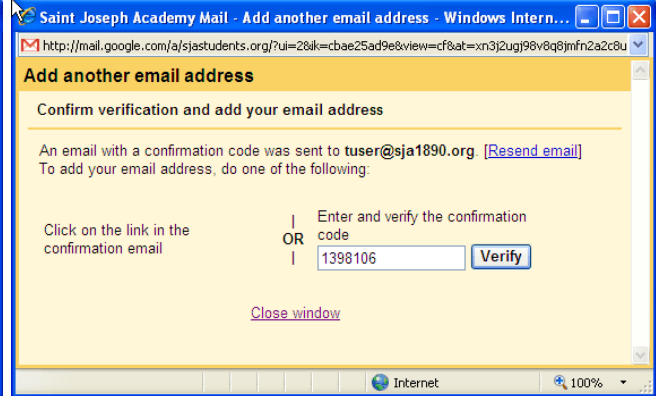 Saint Joseph Academy Mail - Add another email address - Windows Intern...
http://mail.google.com/a/sjastudents.org/?ui=2&ik=cbae25ad9e&view=cf&at=xn3j2ugj98v8q8jmfn2a2c8u
Add another email address
Confirm verification and add your email address
An email with a confirmation code was sent to tuser@sja1890.org. [Resend email]
To add your email address, do one of the following:
Click on the link in the
confirmation email
|
OR
|
Enter and verify the confirmation
code
1398106 Verify
Close window
Internet 100%